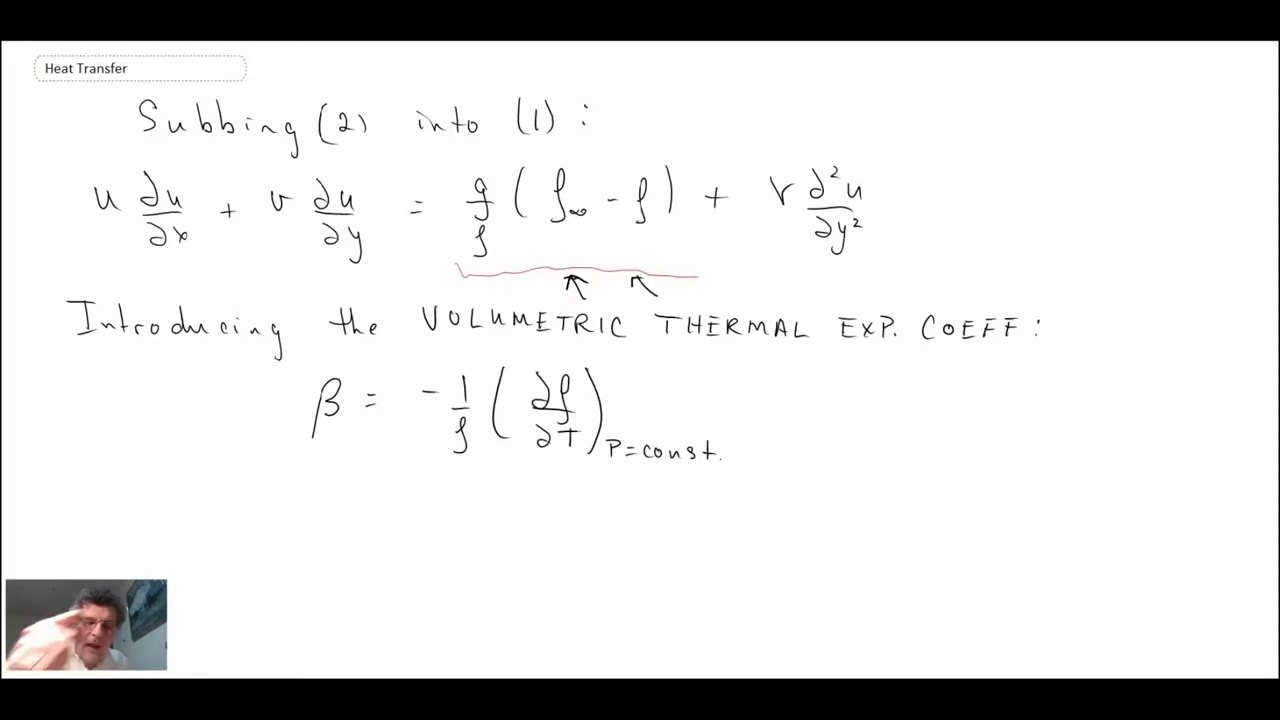 Heat Transfer
Subbing (2) into (1) :
u ∂u/∂x + v ∂u/∂y = g/ρ ( ρ∞ - ρ ) + ν ∂²u/∂y²
Introducing the VOLUMETRIC THERMAL EXP. COEFF :
β = - 1/ρ ( ∂ρ/∂T ) P=const.